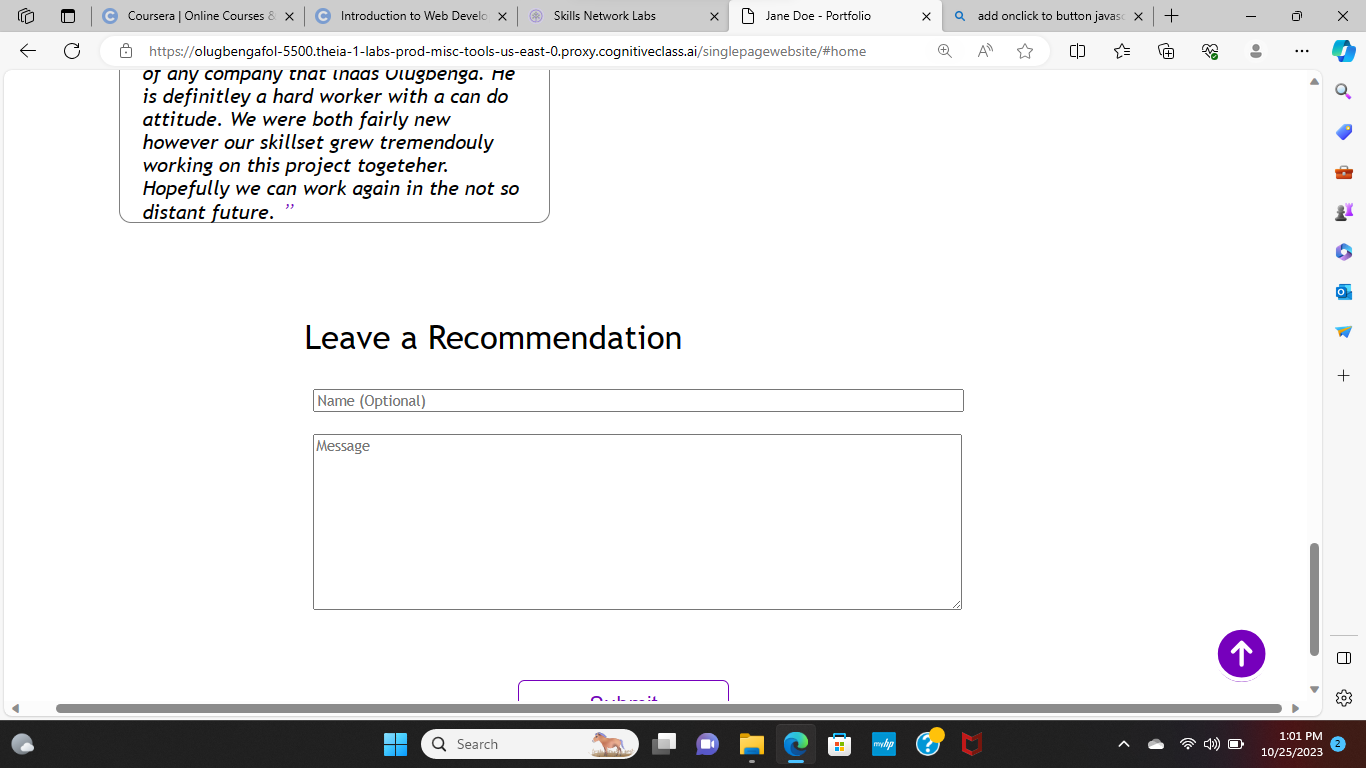 Coursera | Online Courses &
Introduction to Web Develo
Skills Network Labs
Jane Doe - Portfolio
add onclick to button javasc
https://olugbengafol-5500.theia-1-labs-prod-misc-tools-us-east-0.proxy.cognitiveclass.ai/singlepagewebsite/#home
of any company that lnads Olugbenga. He
is definitley a hard worker with a can do
attitude. We were both fairly new
however our skillset grew tremendouly
working on this project togeteher.
Hopefully we can work again in the not so
distant future. ”
Leave a Recommendation
Name (Optional)
Message
Submit
Search
myhp
1:01 PM
10/25/2023
2